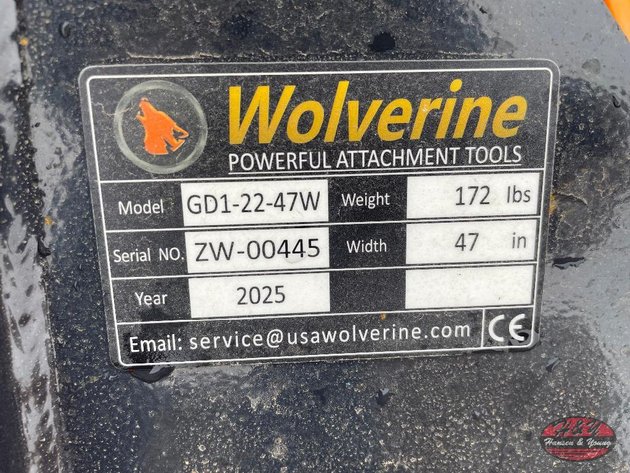 Wolverine
POWERFUL ATTACHMENT TOOLS
Model GD1-22-47W Weight 172 lbs
Serial NO. ZW-00445 Width 47 in
Year 2025
Email: service@usawolverine.com CE
Hansen & Young